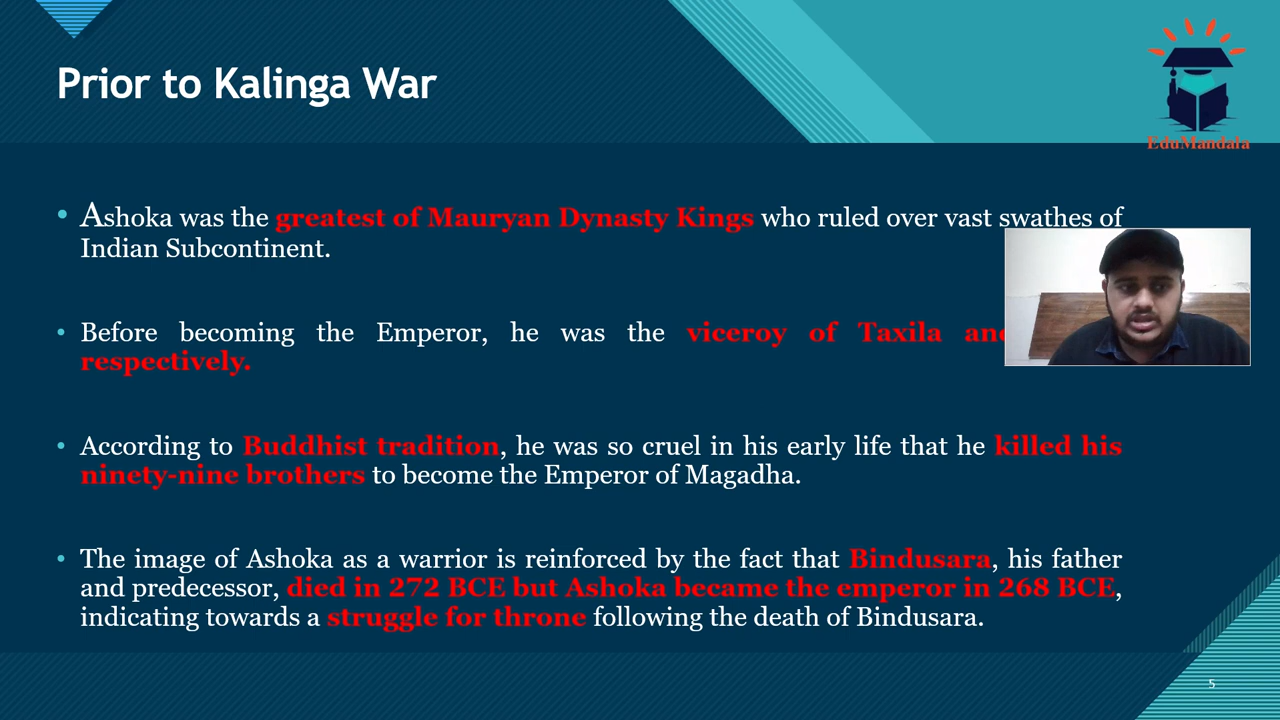 Prior to Kalinga War
EduMandala
• Ashoka was the greatest of Mauryan Dynasty Kings who ruled over vast swathes of
Indian Subcontinent.
• Before becoming the Emperor, he was the viceroy of Taxila
respectively.
• According to Buddhist tradition, he was so cruel in his early life that he killed his
ninety-nine brothers to become the Emperor of Magadha.
• The image of Ashoka as a warrior is reinforced by the fact that Bindusara, his father
and predecessor, died in 272 BCE but Ashoka became the emperor in 268 BCE,
indicating towards a struggle for throne following the death of Bindusara.
5